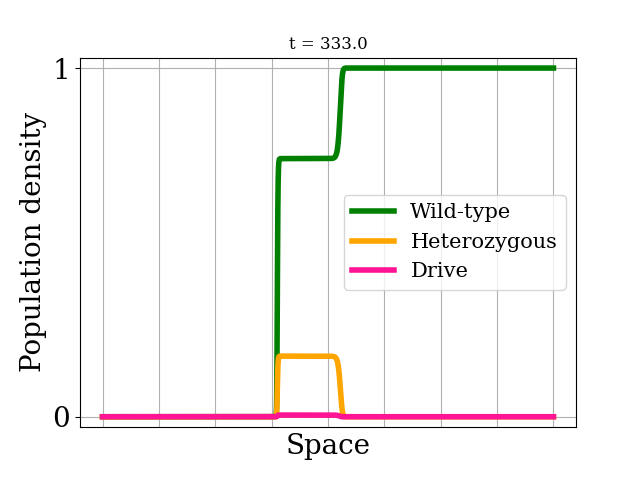 t = 333.0
1
Population density
Wild-type
Heterozygous
Drive
0
Space